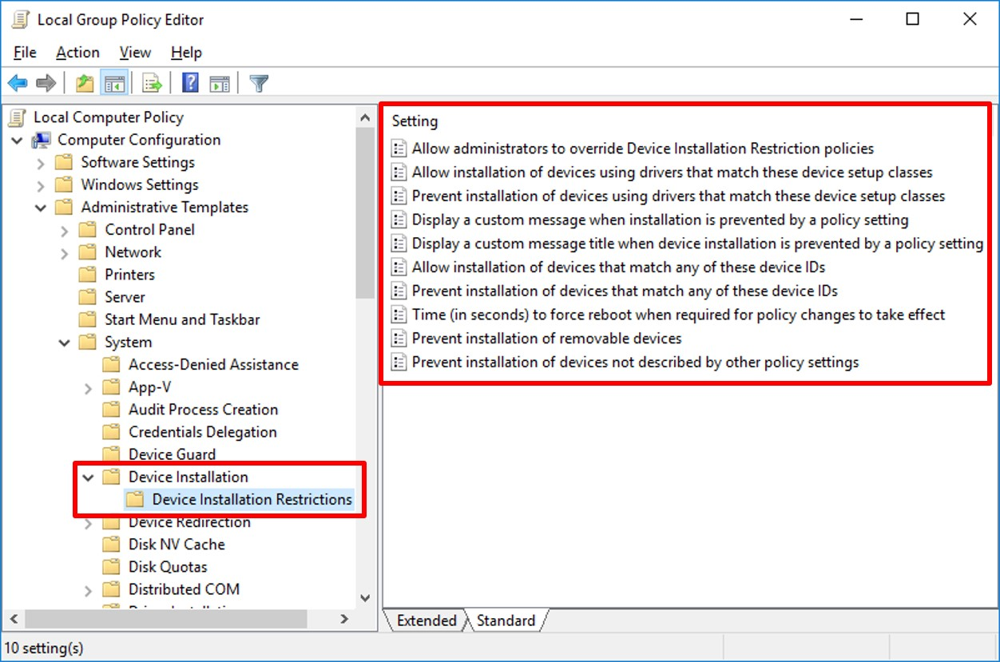 Local Group Policy Editor
File Action View Help
Local Computer Policy
Computer Configuration
Software Settings
Windows Settings
Administrative Templates
Control Panel
Network
Printers
Server
Start Menu and Taskbar
System
Access-Denied Assistance
App-V
Audit Process Creation
Credentials Delegation
Device Guard
Device Installation
Device Installation Restrictions
Device Redirection
Disk NV Cache
Disk Quotas
Distributed COM
Setting
Allow administrators to override Device Installation Restriction policies
Allow installation of devices using drivers that match these device setup classes
Prevent installation of devices using drivers that match these device setup classes
Display a custom message when installation is prevented by a policy setting
Display a custom message title when device installation is prevented by a policy setting
Allow installation of devices that match any of these device IDs
Prevent installation of devices that match any of these device IDs
Time (in seconds) to force reboot when required for policy changes to take effect
Prevent installation of removable devices
Prevent installation of devices not described by other policy settings
Extended Standard
10 setting(s)